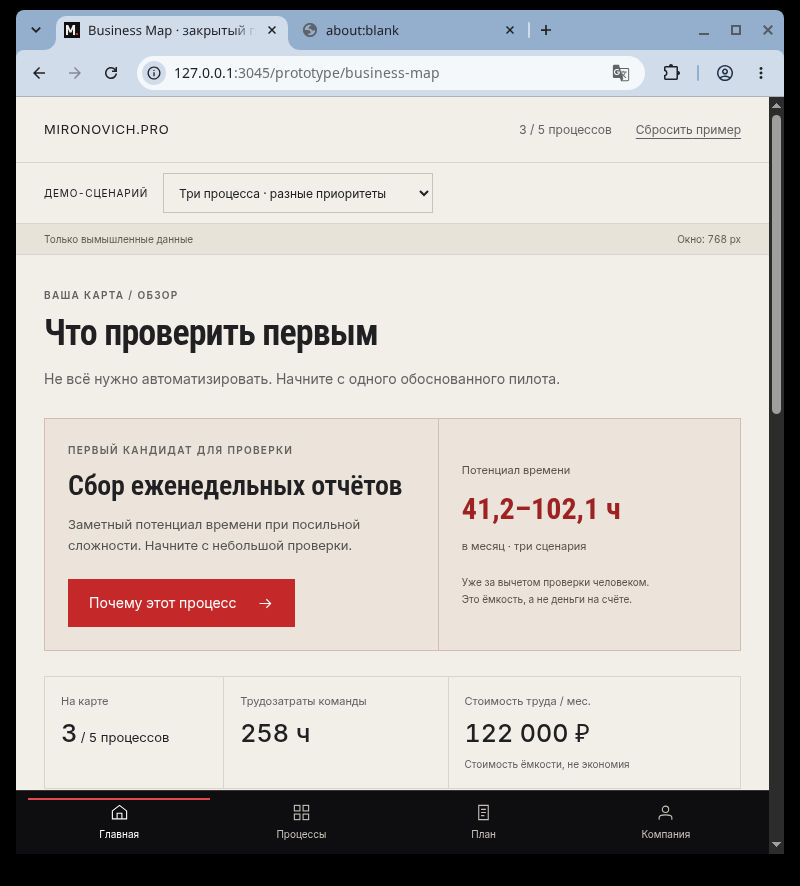 Business Map · закрытый п
about:blank
127.0.0.1:3045/prototype/business-map
MIRONOVICH.PRO
3 / 5 процессов
Сбросить пример
ДЕМО-СЦЕНАРИЙ
Три процесса · разные приоритеты
Только вымышленные данные
Окно: 768 px
ВАША КАРТА / ОБЗОР
Что проверить первым
Не всё нужно автоматизировать. Начните с одного обоснованного пилота.
ПЕРВЫЙ КАНДИДАТ ДЛЯ ПРОВЕРКИ
Сбор еженедельных отчётов
Заметный потенциал времени при посильной
сложности. Начните с небольшой проверки.
Почему этот процесс →
Потенциал времени
41,2–102,1 ч
в месяц · три сценария
Уже за вычетом проверки человеком.
Это ёмкость, а не деньги на счёте.
На карте
3 / 5 процессов
Трудозатраты команды
258 ч
Стоимость труда / мес.
122 000 ₽
Стоимость ёмкости, не экономия
Главная
Процессы
План
Компания